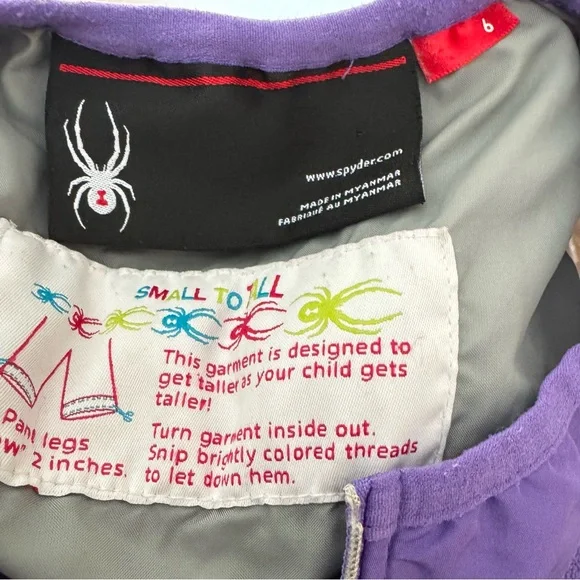 6
www.spyder.com
MADE IN MYANMAR
FABRIQUÉ AU MYANMAR
SMALL TO TALL
This garment is designed to
get taller as your child gets
taller!
Pant legs
2 inches.
Turn garment inside out.
Snip brightly colored threads
to let down hem.